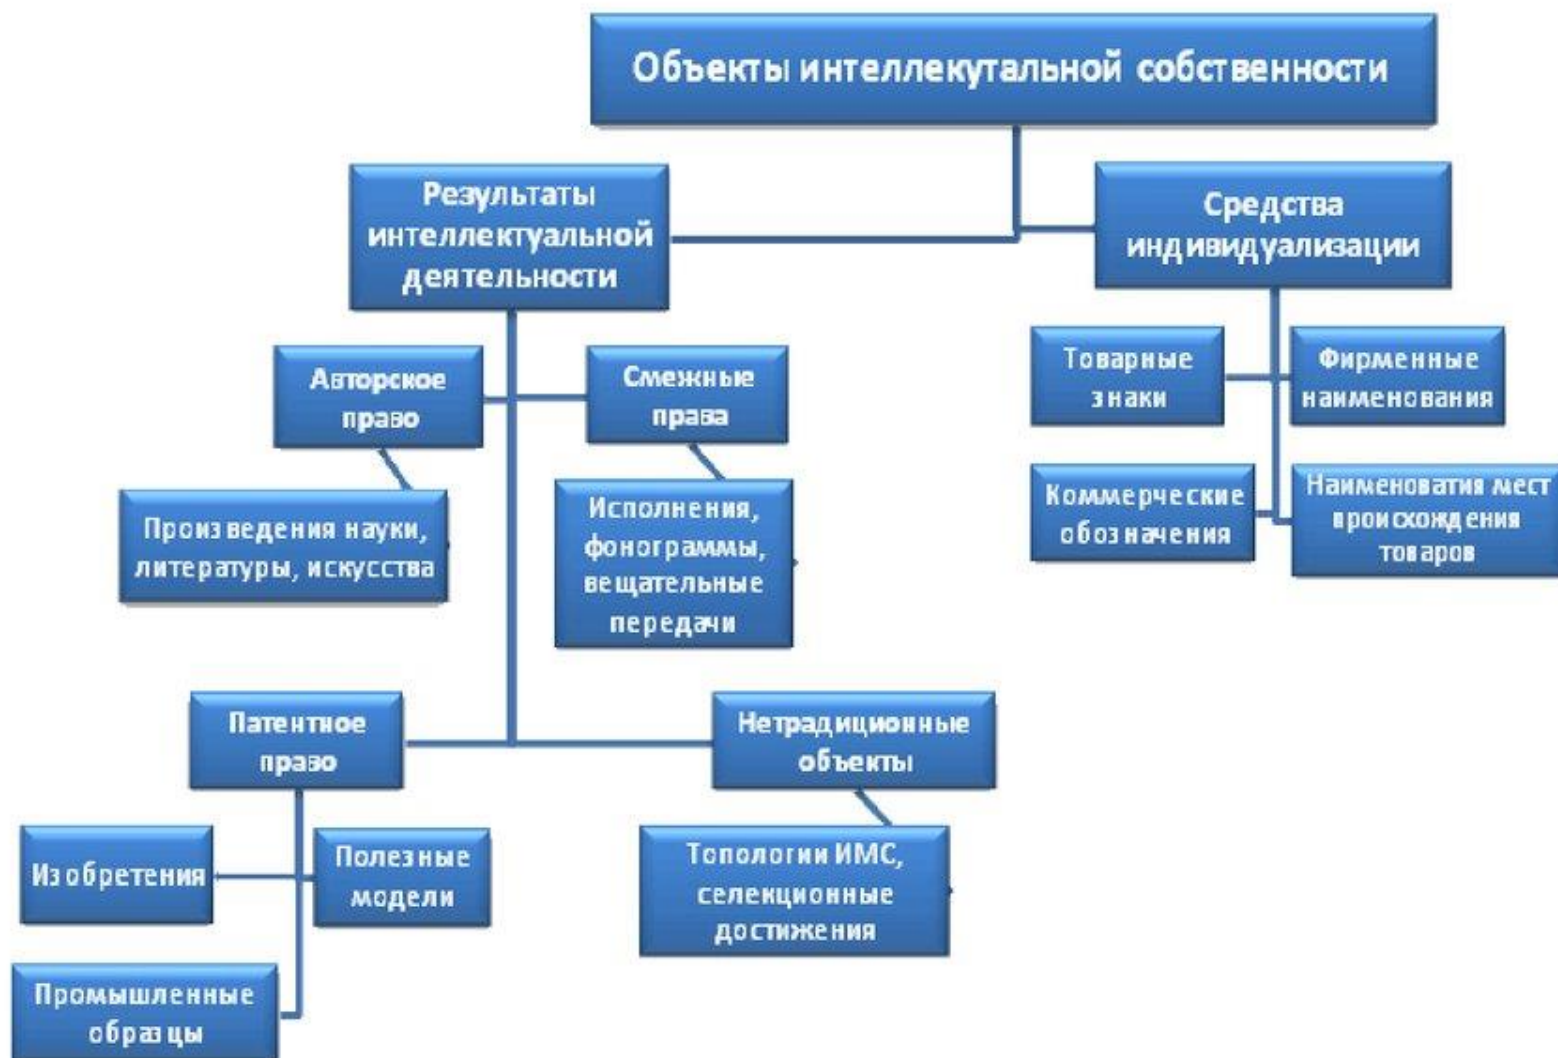 Объекты интеллекутальной собственности
Результаты
интеллектуальной
деятельности
Средства
индивидуализации
Авторское
право
Смежные
права
Товарные
знаки
Фирменные
наименования
Произведения науки,
литературы, искусства
Исполнения,
фонограммы,
вещательные
передачи
Коммерческие
обозначения
Наименоватия мест
происхождения
товаров
Патентное
право
Нетрадиционные
объекты
Изобретения
Полезные
модели
Топологии ИМС,
селекционные
достижения
Промышленные
образцы